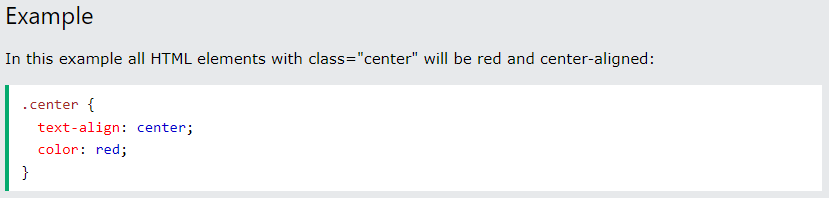 Example
In this example all HTML elements with class="center" will be red and center-aligned:
.center {
  text-align: center;
  color: red;
}